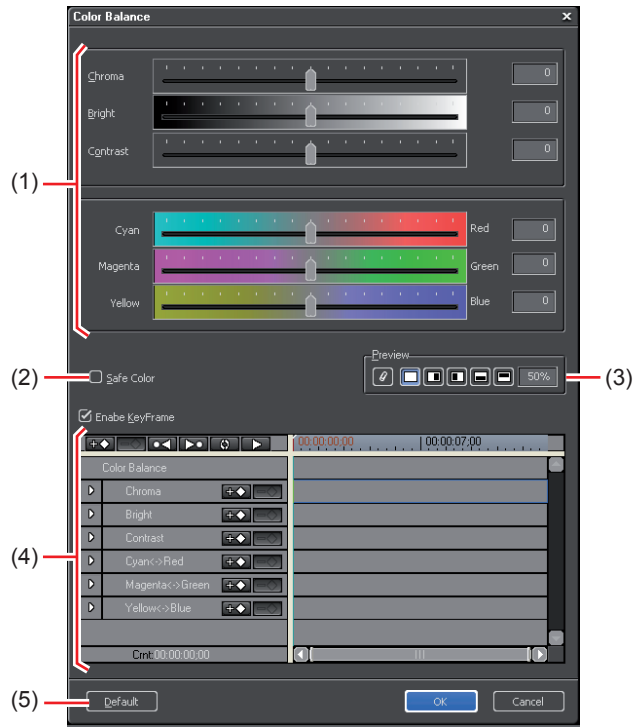 Color Balance
Chroma 0
Bright 0
Contrast 0
(1)
Cyan Red 0
Magenta Green 0
Yellow Blue 0
Preview
(2) Safe Color 50% (3)
Enabe KeyFrame
00:00:00;00 00:00:07;00
Color Balance
Chroma
Bright
Contrast
(4)
Cyan<->Red
Magenta<->Green
Yellow<->Blue
Crnt:00:00:00;00
(5) Default OK Cancel